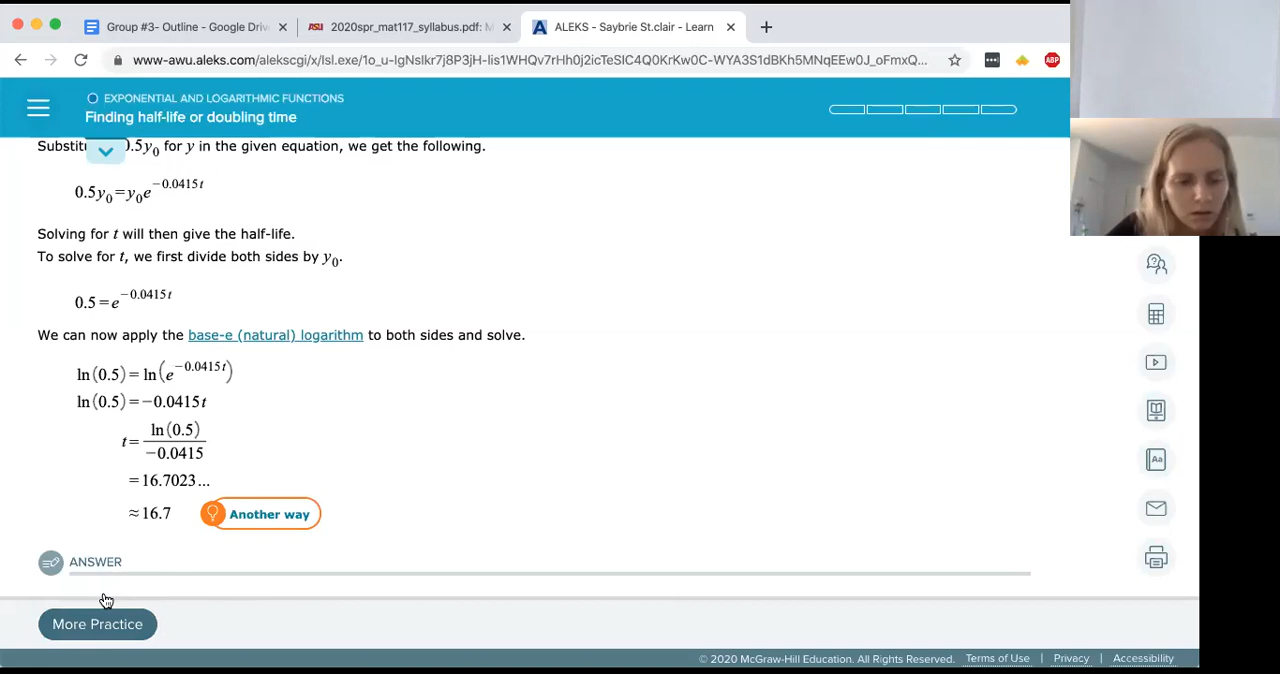 Group #3- Outline - Google Driv
2020spr_mat117_syllabus.pdf: M
ALEKS - Saybrie St.clair - Learn
www-awu.aleks.com/alekscgi/x/Isl.exe/1o_u-IgNslkr7j8P3jH-lis1WHQv7rHh0j2icTeSIC4Q0KrKw0C-WYA3S1dBKh5MNqEEw0J_oFmxQ...
ABP
EXPONENTIAL AND LOGARITHMIC FUNCTIONS
Finding half-life or doubling time
Substit 0.5y₀ for y in the given equation, we get the following.
0.5y₀=y₀e^−0.0415t
Solving for t will then give the half-life.
To solve for t, we first divide both sides by y₀.
0.5=e^−0.0415t
We can now apply the base-e (natural) logarithm to both sides and solve.
ln(0.5)=ln(e^−0.0415t)
ln(0.5)=−0.0415t
t= ln(0.5)/−0.0415
=16.7023...
≈16.7 Another way
ANSWER
More Practice
© 2020 McGraw-Hill Education. All Rights Reserved. Terms of Use | Privacy | Accessibility